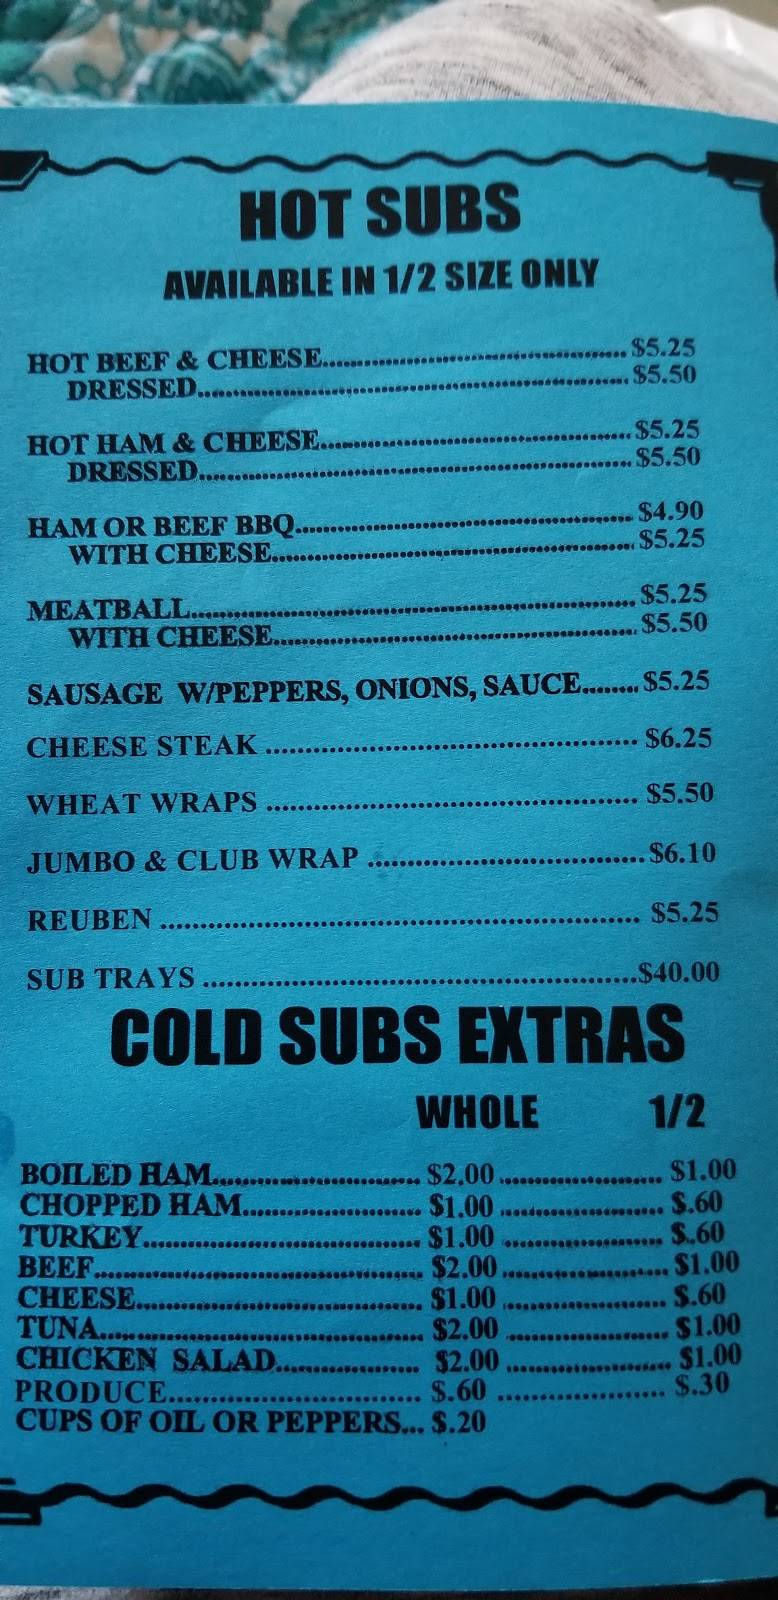 HOT SUBS
AVAILABLE IN 1/2 SIZE ONLY
HOT BEEF & CHEESE.......................................... $5.25
DRESSED............................................................ $5.50
HOT HAM & CHEESE.......................................... $5.25
DRESSED............................................................ $5.50
HAM OR BEEF BBQ.............................................. $4.90
WITH CHEESE.................................................. $5.25
MEATBALL............................................................ $5.25
WITH CHEESE.................................................. $5.50
SAUSAGE W/PEPPERS, ONIONS, SAUCE........ $5.25
CHEESE STEAK ............................................... $6.25
WHEAT WRAPS ............................................... $5.50
JUMBO & CLUB WRAP ................................... $6.10
REUBEN ............................................................ $5.25
SUB TRAYS ......................................................$40.00
COLD SUBS EXTRAS
WHOLE 1/2
BOILED HAM............................ $2.00 ...................... $1.00
CHOPPED HAM........................ $1.00 ...................... $.60
TURKEY..................................... $1.00 ...................... $.60
BEEF............................................ $2.00 ...................... $1.00
CHEESE...................................... $1.00 ...................... $.60
TUNA........................................... $2.00 ...................... $1.00
CHICKEN SALAD................... $2.00 ...................... $1.00
PRODUCE................................ $.60 ...................... $.30
CUPS OF OIL OR PEPPERS... $.20